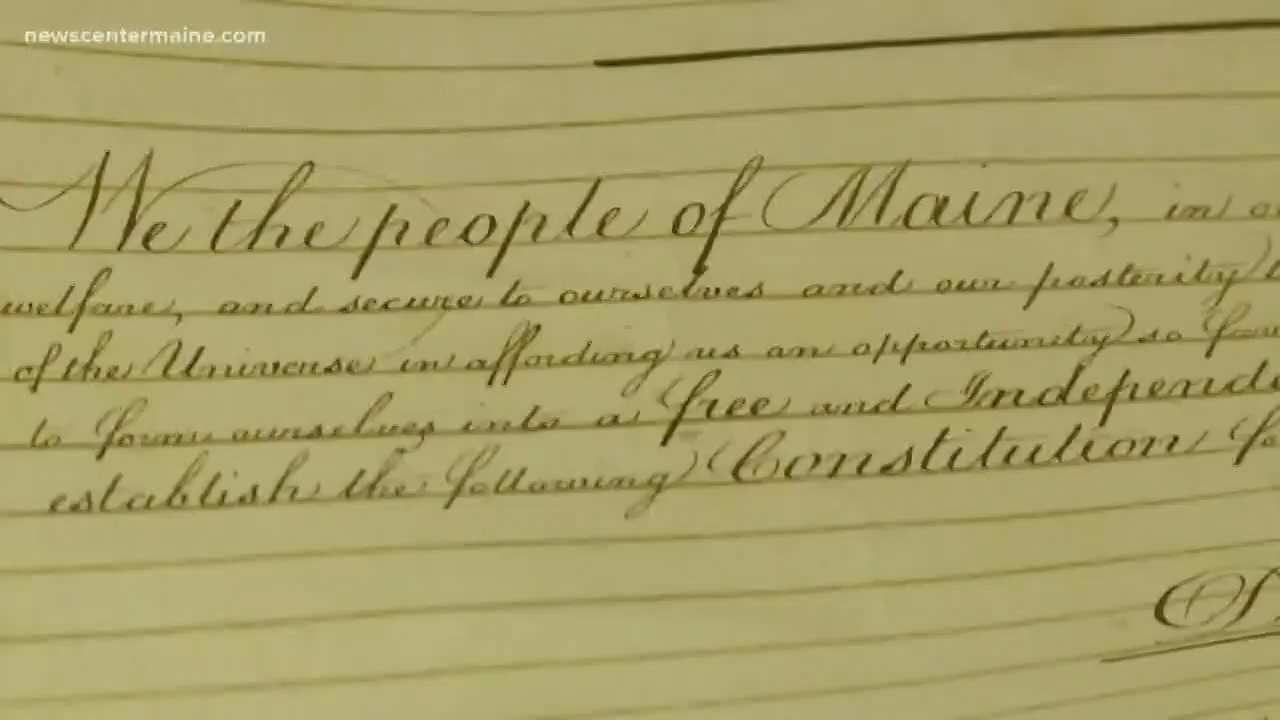 newscentermaine.com
We the people of Maine, in
welfare, and secure to ourselves and our posterity
of the Universe in affording us an opportunity so
to form ourselves into a free and Independ
establish the following Constitution